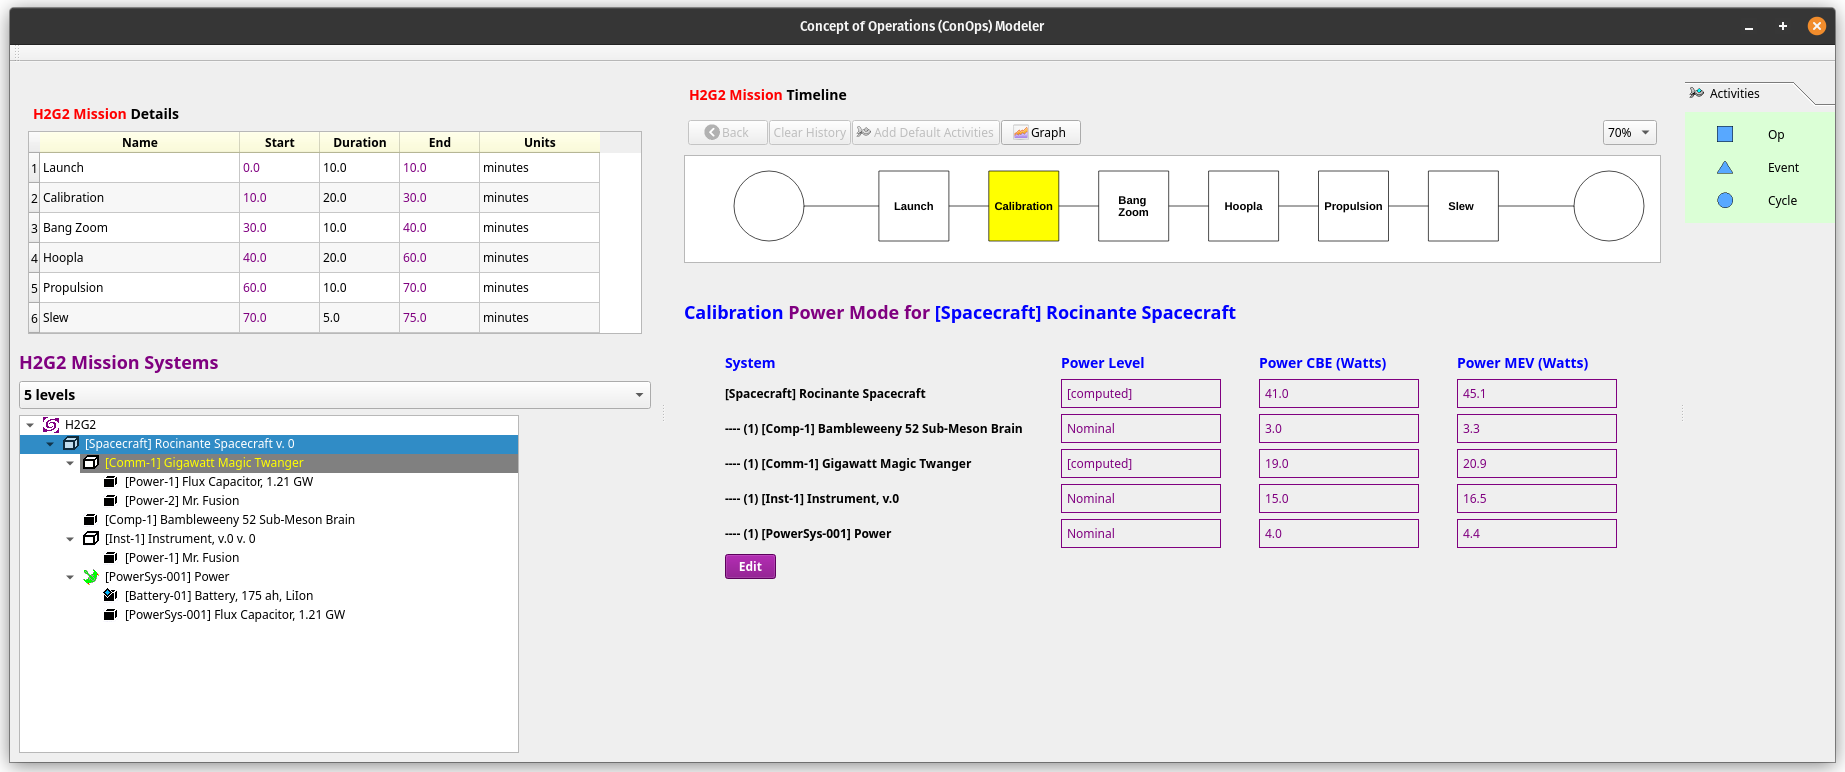 Concept of Operations (ConOps) Modeler
H2G2 Mission Details
Name Start Duration End Units
1 Launch 0.0 10.0 10.0 minutes
2 Calibration 10.0 20.0 30.0 minutes
3 Bang Zoom 30.0 10.0 40.0 minutes
4 Hoopla 40.0 20.0 60.0 minutes
5 Propulsion 60.0 10.0 70.0 minutes
6 Slew 70.0 5.0 75.0 minutes
H2G2 Mission Systems
5 levels
H2G2
[Spacecraft] Rocinante Spacecraft v. 0
[Comm-1] Gigawatt Magic Twanger
[Power-1] Flux Capacitor, 1.21 GW
[Power-2] Mr. Fusion
[Comp-1] Bambleweeny 52 Sub-Meson Brain
[Inst-1] Instrument, v.0 v. 0
[Power-1] Mr. Fusion
[PowerSys-001] Power
[Battery-01] Battery, 175 ah, LiIon
[PowerSys-001] Flux Capacitor, 1.21 GW
H2G2 Mission Timeline
Back Clear History Add Default Activities Graph 70%
Launch Calibration Bang Zoom Hoopla Propulsion Slew
Calibration Power Mode for [Spacecraft] Rocinante Spacecraft
System Power Level Power CBE (Watts) Power MEV (Watts)
[Spacecraft] Rocinante Spacecraft [computed] 41.0 45.1
---- (1) [Comp-1] Bambleweeny 52 Sub-Meson Brain Nominal 3.0 3.3
---- (1) [Comm-1] Gigawatt Magic Twanger [computed] 19.0 20.9
---- (1) [Inst-1] Instrument, v.0 Nominal 15.0 16.5
---- (1) [PowerSys-001] Power Nominal 4.0 4.4
Edit
Activities
Op
Event
Cycle